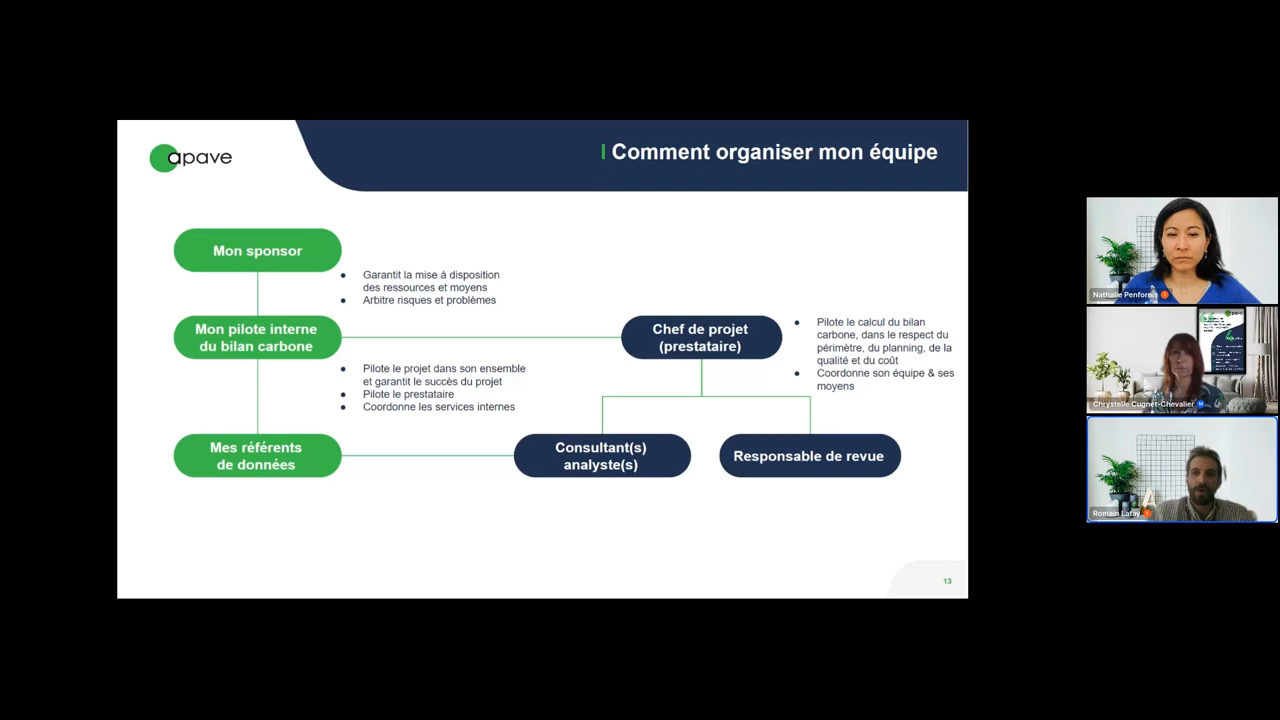 apave
Comment organiser mon équipe
Mon sponsor
• Garantit la mise à disposition
des ressources et moyens
• Arbitre risques et problèmes
Mon pilote interne
du bilan carbone
Chef de projet
(prestataire)
• Pilote le calcul du bilan
carbone, dans le respect du
périmètre, du planning, de la
qualité et du coût
• Coordonne son équipe & ses
moyens
• Pilote le projet dans son ensemble
et garantit le succès du projet
• Pilote le prestataire
• Coordonne les services internes
Mes référents
de données
Consultant(s)
analyste(s)
Responsable de revue
13
Nathalie Penfornis
apave
Chrystelle Cugnet-Chevalier
Romain Lafay